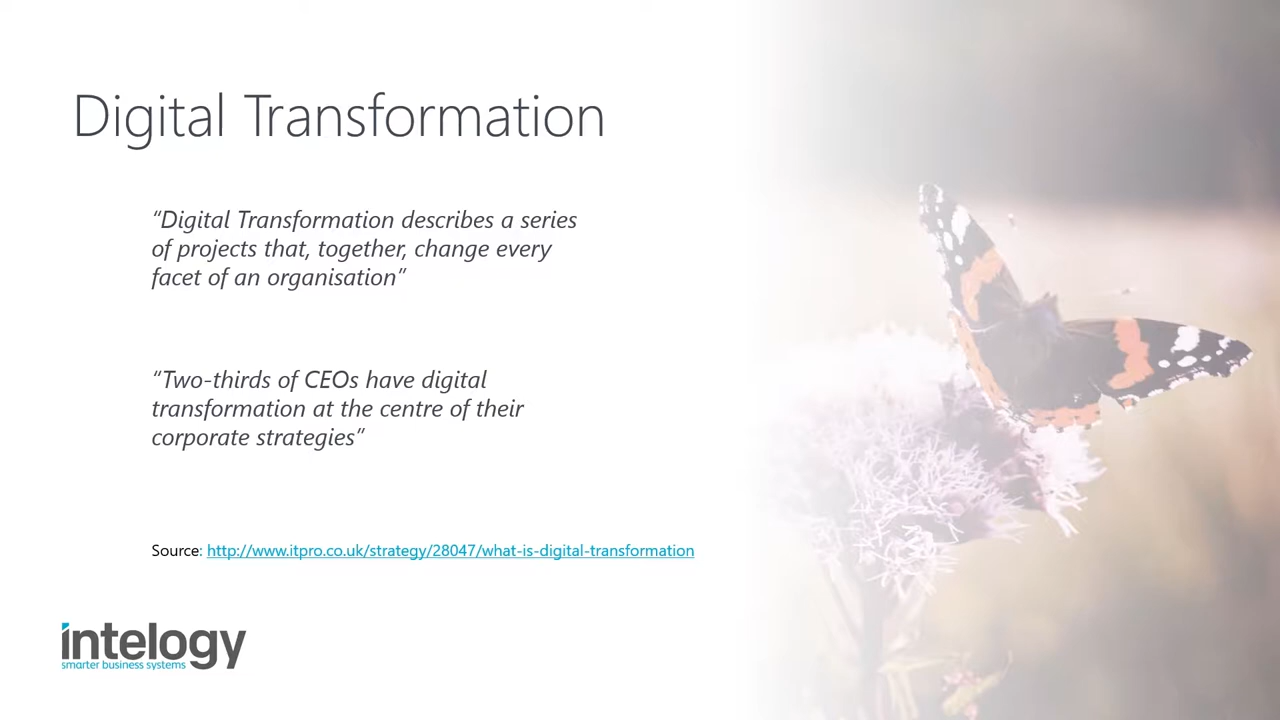 Digital Transformation
“Digital Transformation describes a series
of projects that, together, change every
facet of an organisation”
“Two-thirds of CEOs have digital
transformation at the centre of their
corporate strategies”
Source: http://www.itpro.co.uk/strategy/28047/what-is-digital-transformation
intelogy
smarter business systems